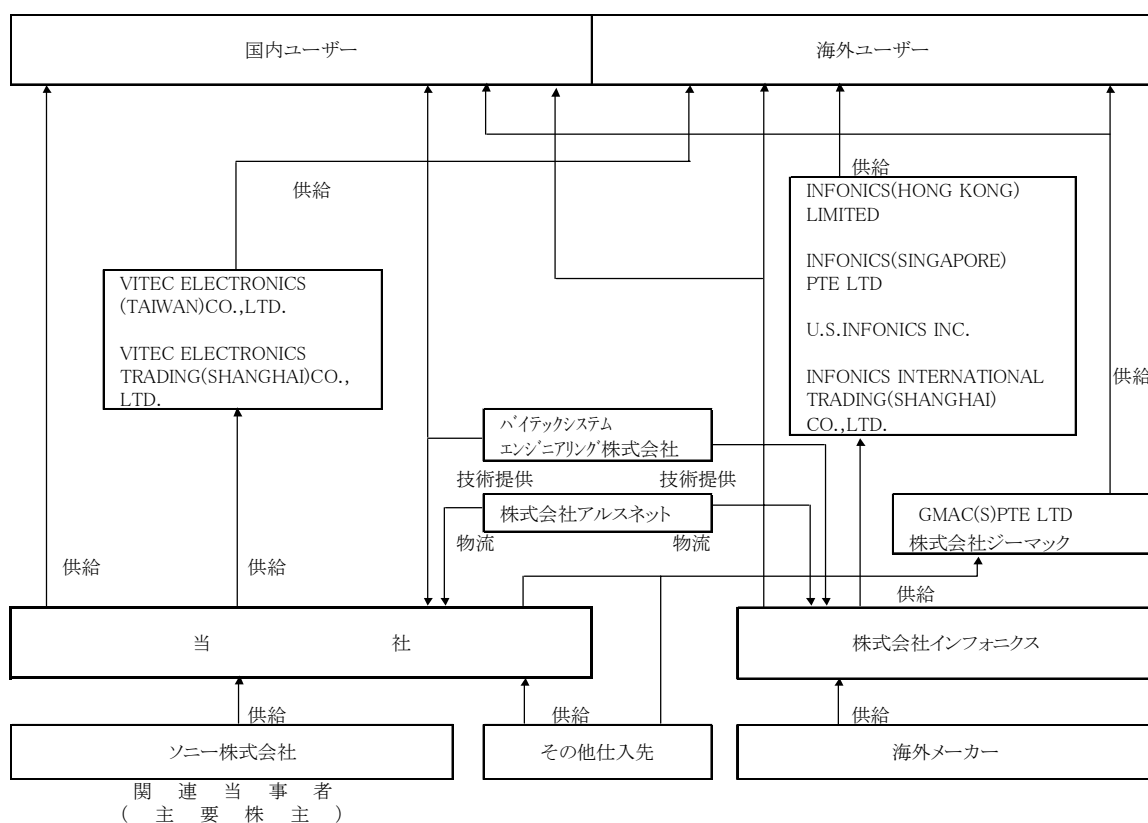 国内ユーザー
海外ユーザー
供給
供給
INFONICS(HONG KONG)
LIMITED
INFONICS(SINGAPORE)
PTE LTD
U.S.INFONICS INC.
INFONICS INTERNATIONAL
TRADING(SHANGHAI)
CO.,LTD.
VITEC ELECTRONICS
(TAIWAN)CO.,LTD.
VITEC ELECTRONICS
TRADING(SHANGHAI)CO.,
LTD.
供給
ﾊﾞｲﾃｯｸｼｽﾃﾑ
ｴﾝｼﾞﾆｱﾘﾝｸﾞ株式会社
技術提供
技術提供
株式会社アルスネット
物流
物流
GMAC(S)PTE LTD
株式会社ジーマック
供給
供給
供給
当 社
株式会社インフォニクス
供給
供給
供給
ソニー株式会社
その他仕入先
海外メーカー
関 連 当 事 者
( 主 要 株 主 )